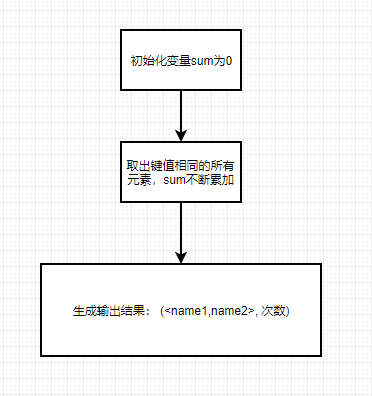 初始化变量sum为0
取出键值相同的所有
元素，sum不断累加
生成输出结果： (<name1,name2>, 次数)